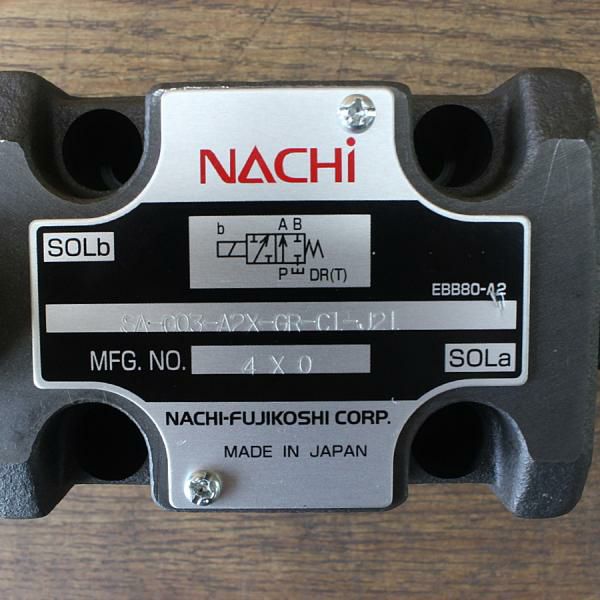 NACHi
b A B
P DR(T)
SOLb
EBB80-A2
SA-G03-A2X-GR-C1-J21
MFG. NO. 4 X 0
SOLa
NACHI-FUJIKOSHI CORP.
MADE IN JAPAN